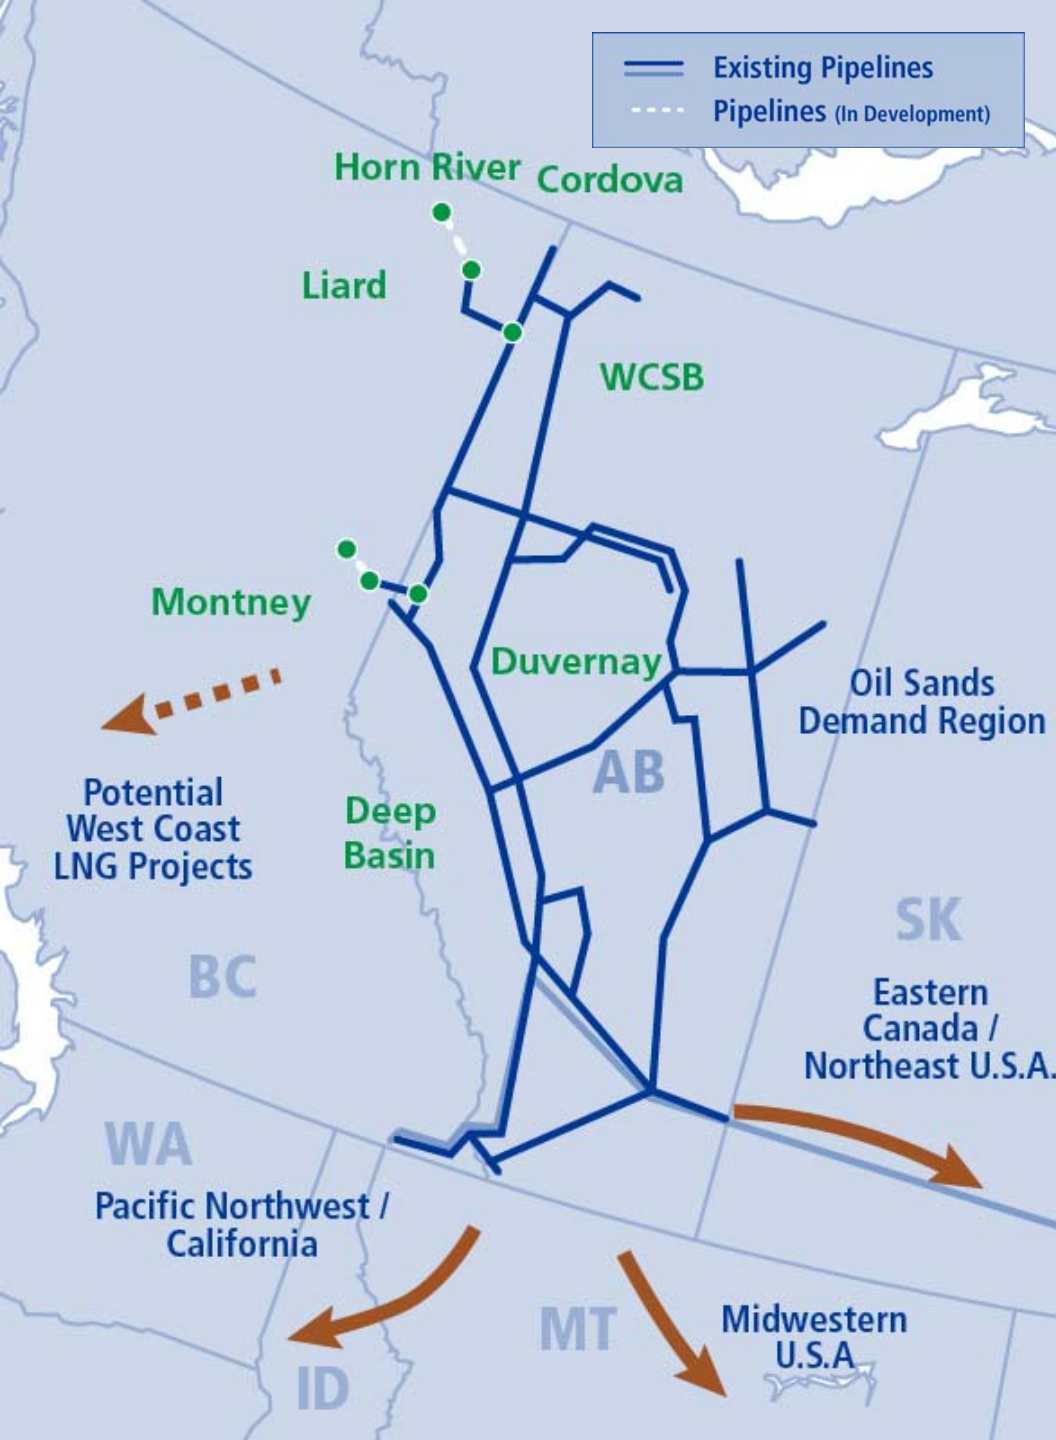 Existing Pipelines
Pipelines (In Development)
Horn River
Cordova
Liard
WCSB
Montney
Duvernay
Oil Sands
Demand Region
AB
Potential
West Coast
LNG Projects
Deep
Basin
SK
BC
Eastern
Canada /
Northeast U.S.A.
WA
Pacific Northwest /
California
MT
Midwestern
U.S.A
ID